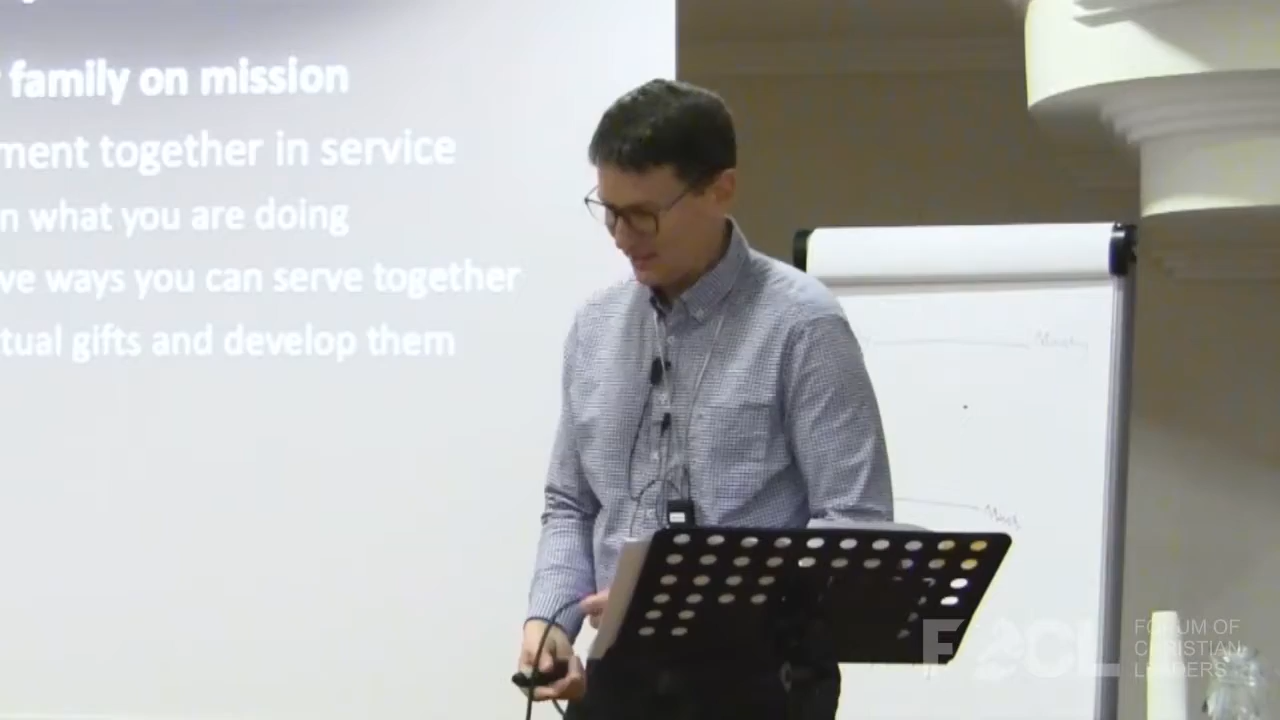 family on mission
ment together in service
n what you are doing
ve ways you can serve together
tual gifts and develop them
FOCL
FORUM OF
CHRISTIAN
LEADERS